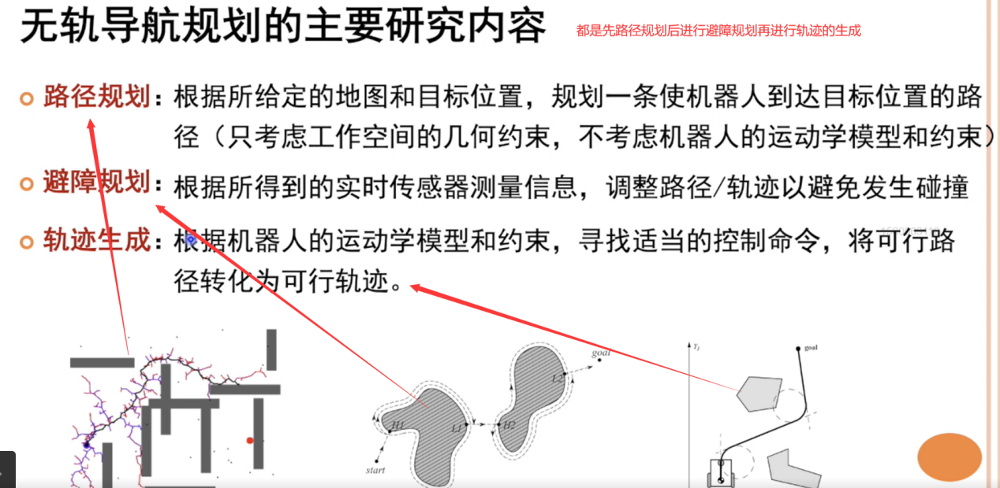 无轨导航规划的主要研究内容
都是先路径规划后进行避障规划再进行轨迹的生成
路径规划：根据所给定的地图和目标位置，规划一条使机器人到达目标位置的路
径（只考虑工作空间的几何约束，不考虑机器人的运动学模型和约束）
避障规划：根据所得到的实时传感器测量信息，调整路径/轨迹以避免发生碰撞
轨迹生成：根据机器人的运动学模型和约束，寻找适当的控制命令，将可行路
径转化为可行轨迹。
goal
L2
H1
L1
H2
start
Y_I
goal